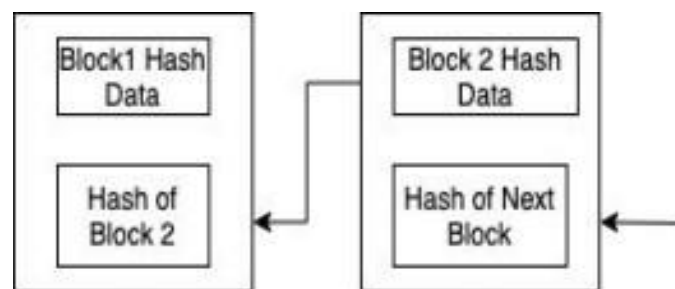 Block1 Hash
Data
Hash of
Block 2
Block 2 Hash
Data
Hash of Next
Block